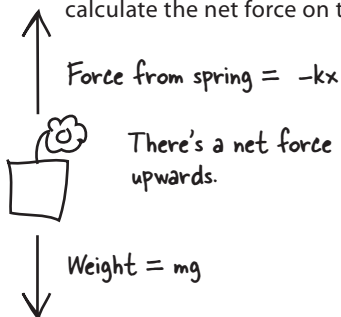 calculate the net force on t
Force from spring = -kx
There's a net force
upwards.
Weight = mg